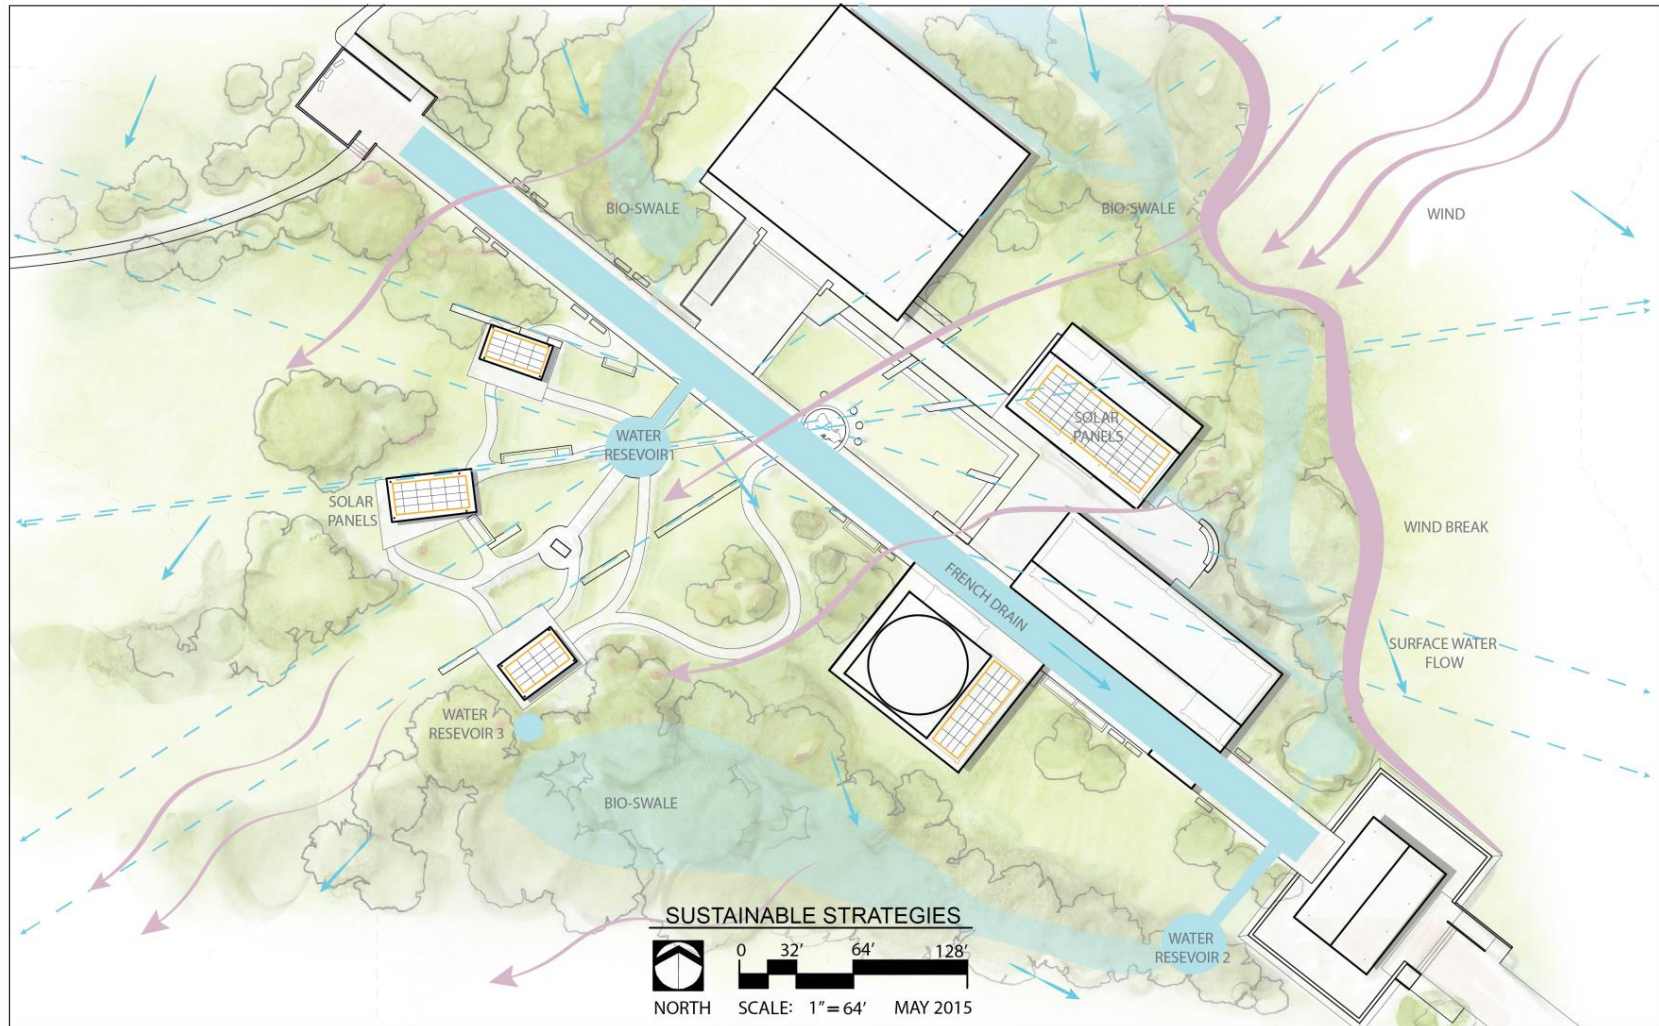 BIO-SWALE
BIO-SWALE
WIND
WATER
RESEVOIR1
SOLAR
PANELS
SOLAR
PANELS
WIND BREAK
FRENCH DRAIN
SURFACE WATER
FLOW
WATER
RESEVOIR 3
BIO-SWALE
WATER
RESEVOIR 2
SUSTAINABLE STRATEGIES
0 32' 64' 128'
NORTH SCALE: 1"=64' MAY 2015